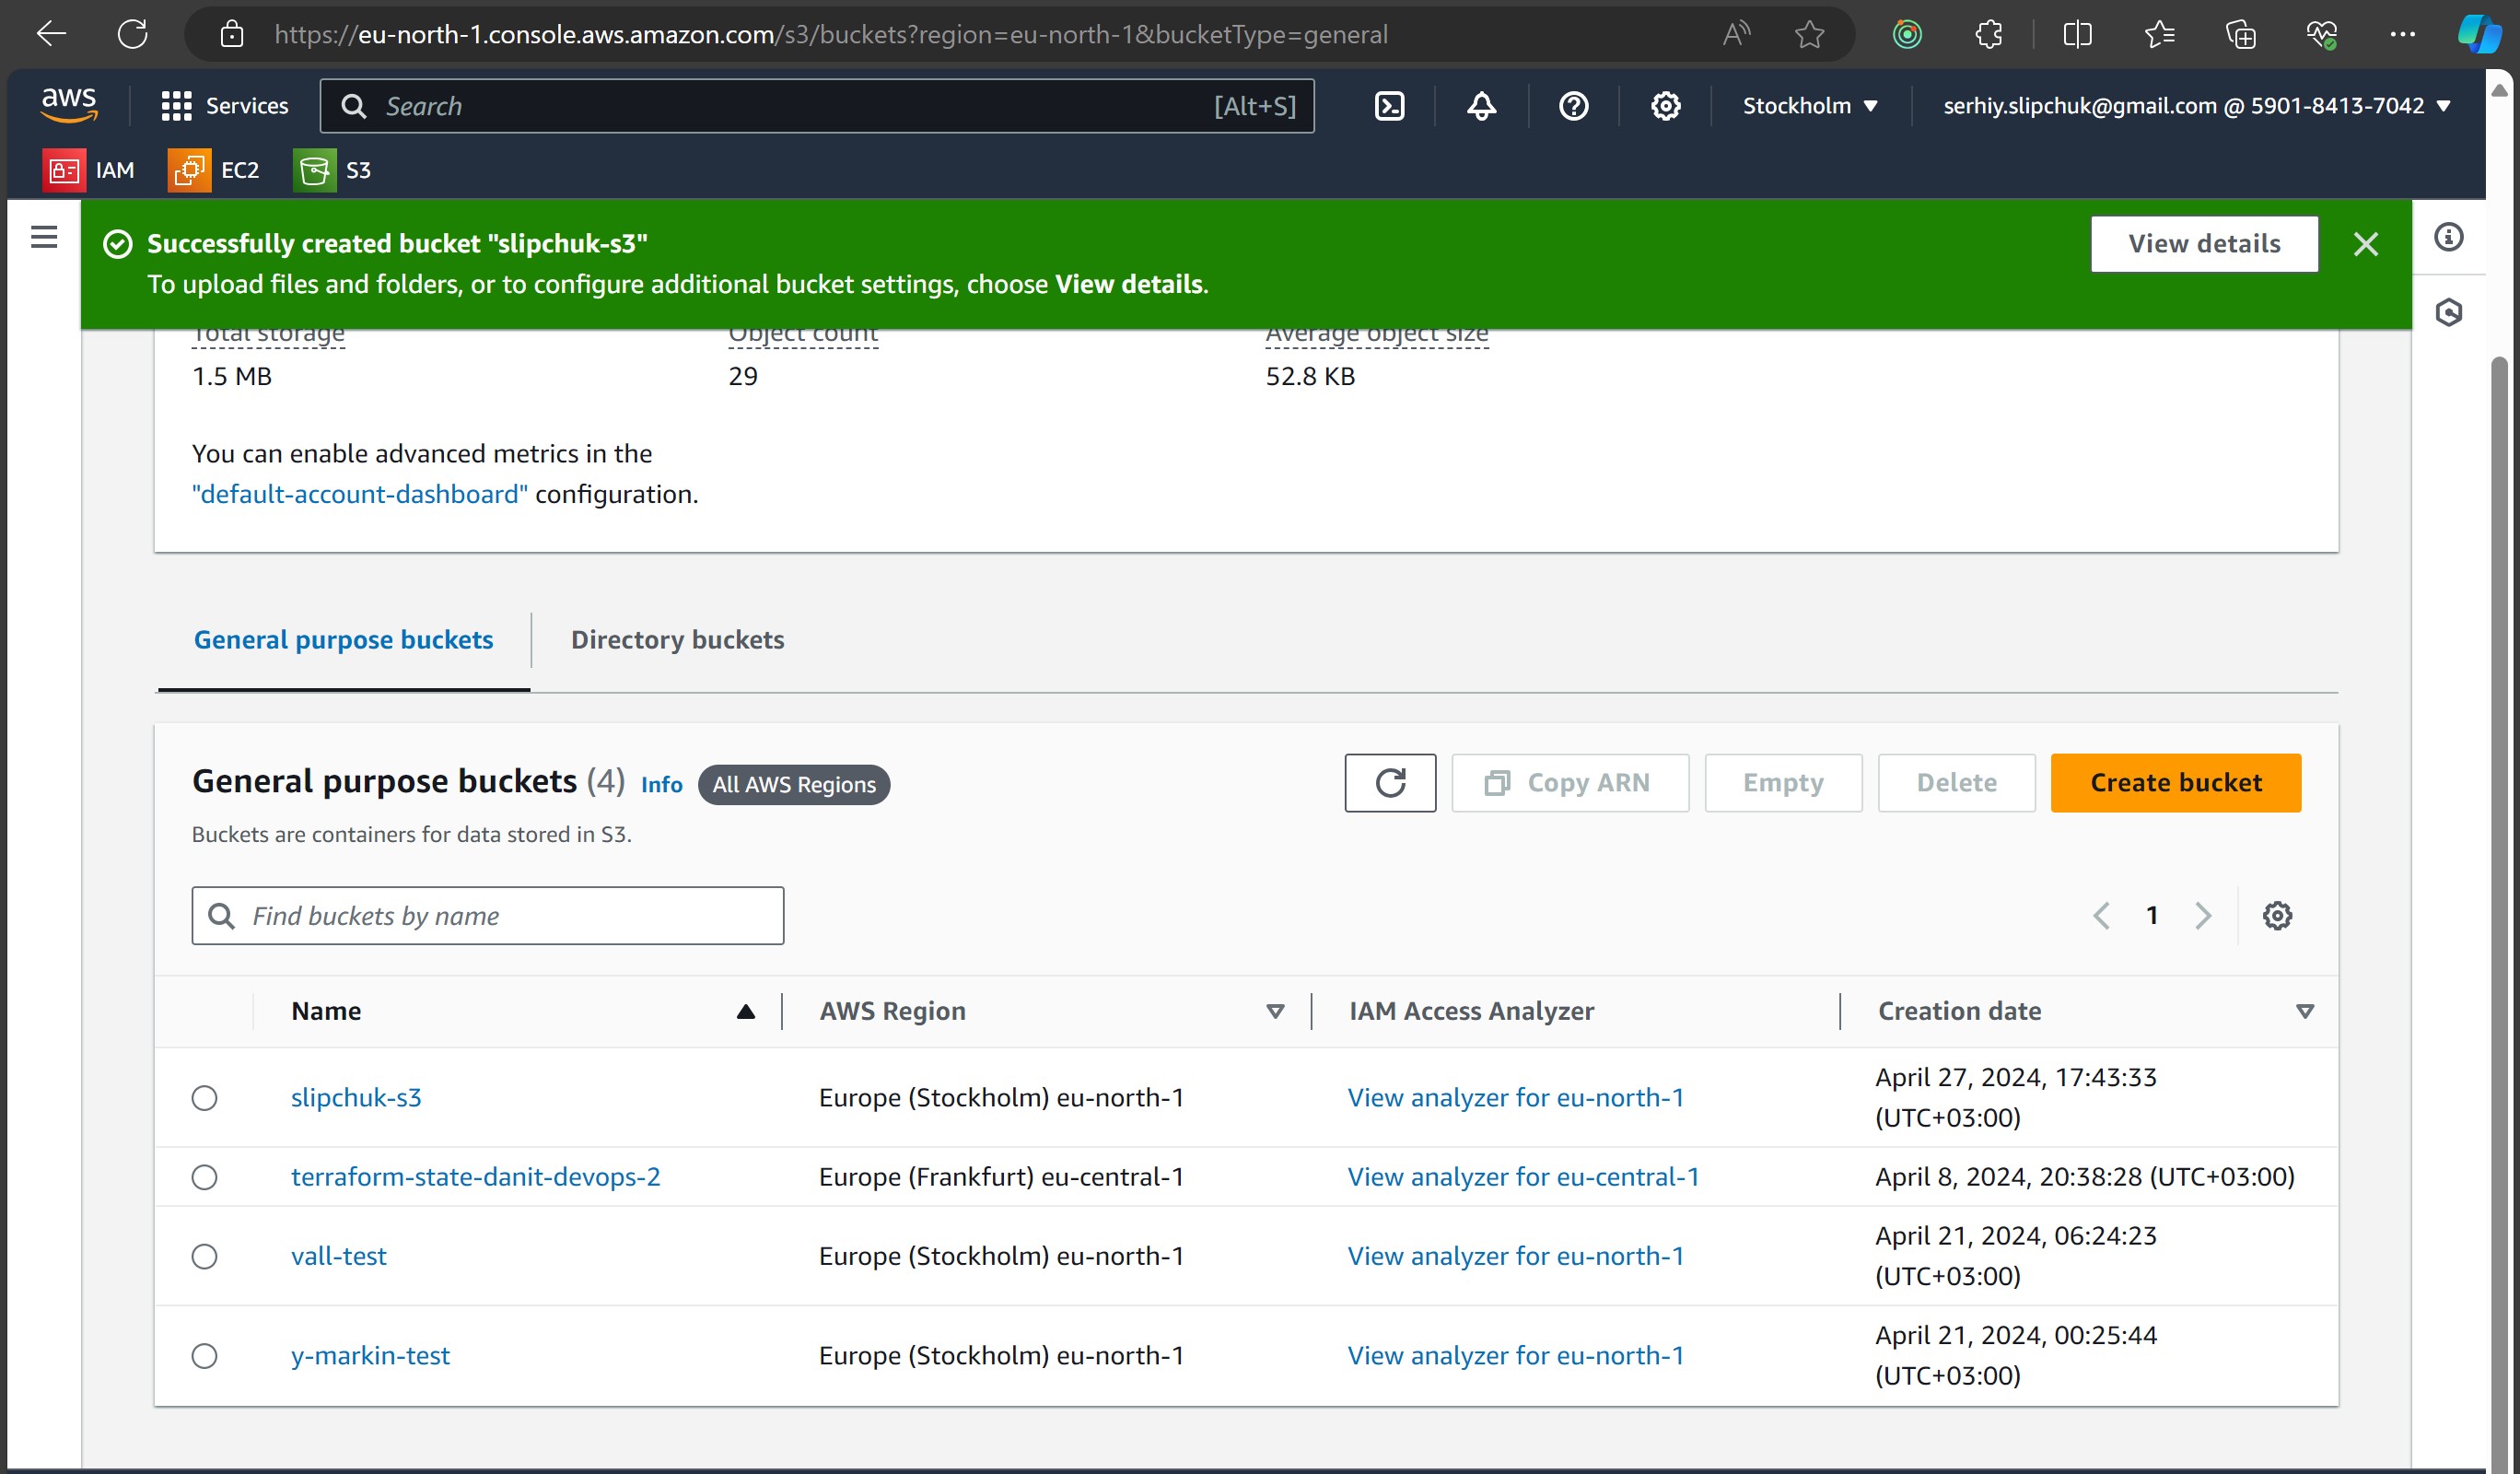 https://eu-north-1.console.aws.amazon.com/s3/buckets?region=eu-north-1&bucketType=general
aws
Services
Search
[Alt+S]
Stockholm
serhiy.slipchuk@gmail.com @ 5901-8413-7042
IAM
EC2
S3
Successfully created bucket "slipchuk-s3"
To upload files and folders, or to configure additional bucket settings, choose View details.
View details
Total storage
Object count
Average object size
1.5 MB
29
52.8 KB
You can enable advanced metrics in the
"default-account-dashboard" configuration.
General purpose buckets
Directory buckets
General purpose buckets (4) Info All AWS Regions
Copy ARN
Empty
Delete
Create bucket
Buckets are containers for data stored in S3.
Find buckets by name
1
Name
AWS Region
IAM Access Analyzer
Creation date
slipchuk-s3
Europe (Stockholm) eu-north-1
View analyzer for eu-north-1
April 27, 2024, 17:43:33
(UTC+03:00)
terraform-state-danit-devops-2
Europe (Frankfurt) eu-central-1
View analyzer for eu-central-1
April 8, 2024, 20:38:28 (UTC+03:00)
vall-test
Europe (Stockholm) eu-north-1
View analyzer for eu-north-1
April 21, 2024, 06:24:23
(UTC+03:00)
y-markin-test
Europe (Stockholm) eu-north-1
View analyzer for eu-north-1
April 21, 2024, 00:25:44
(UTC+03:00)